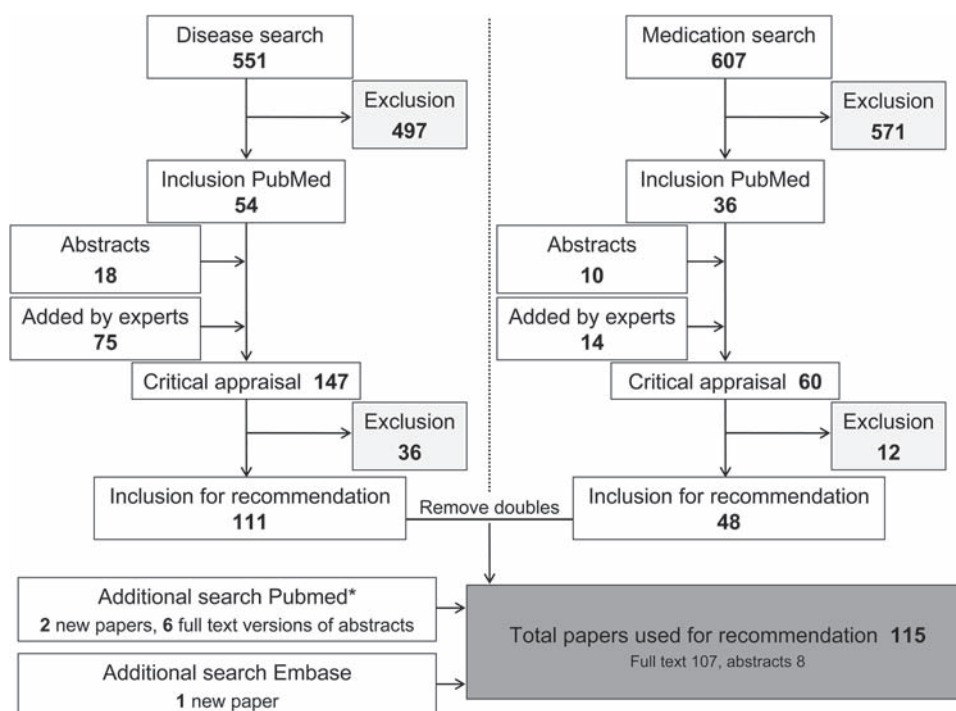 Disease search
551
Medication search
607
Exclusion
497
Exclusion
571
Inclusion PubMed
54
Inclusion PubMed
36
Abstracts
18
Abstracts
10
Added by experts
75
Added by experts
14
Critical appraisal 147
Critical appraisal 60
Exclusion
36
Exclusion
12
Inclusion for recommendation
111
Remove doubles
Inclusion for recommendation
48
Additional search Pubmed*
2 new papers, 6 full text versions of abstracts
Total papers used for recommendation 115
Full text 107, abstracts 8
Additional search Embase
1 new paper